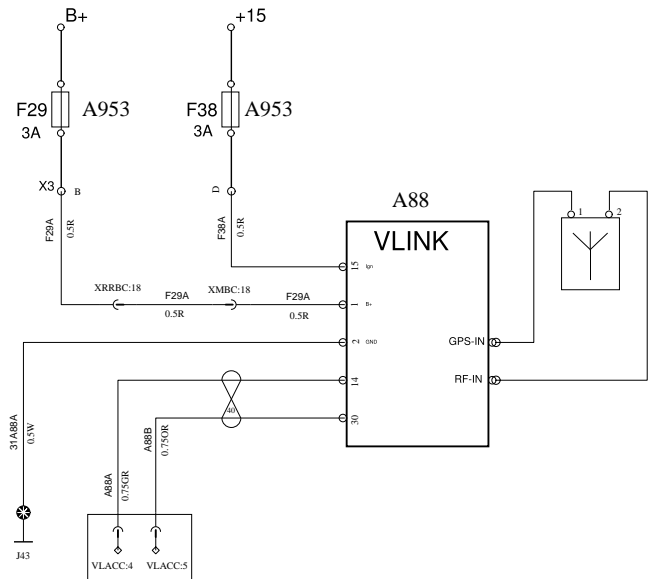 B+
+15
F29
A953
F38
A953
3A
3A
X3
B
D
F29A
0.5R
F38A
0.5R
A88
VLINK
1
2
15
Ign
XRRBC:18
F29A
XMBC:18
F29A
0.5R
0.5R
1
B+
2
GND
GPS-IN
14
RF-IN
40
30
31A88A
0.5W
A88A
0.75GR
A88B
0.75OR
J43
VLACC:4
VLACC:5